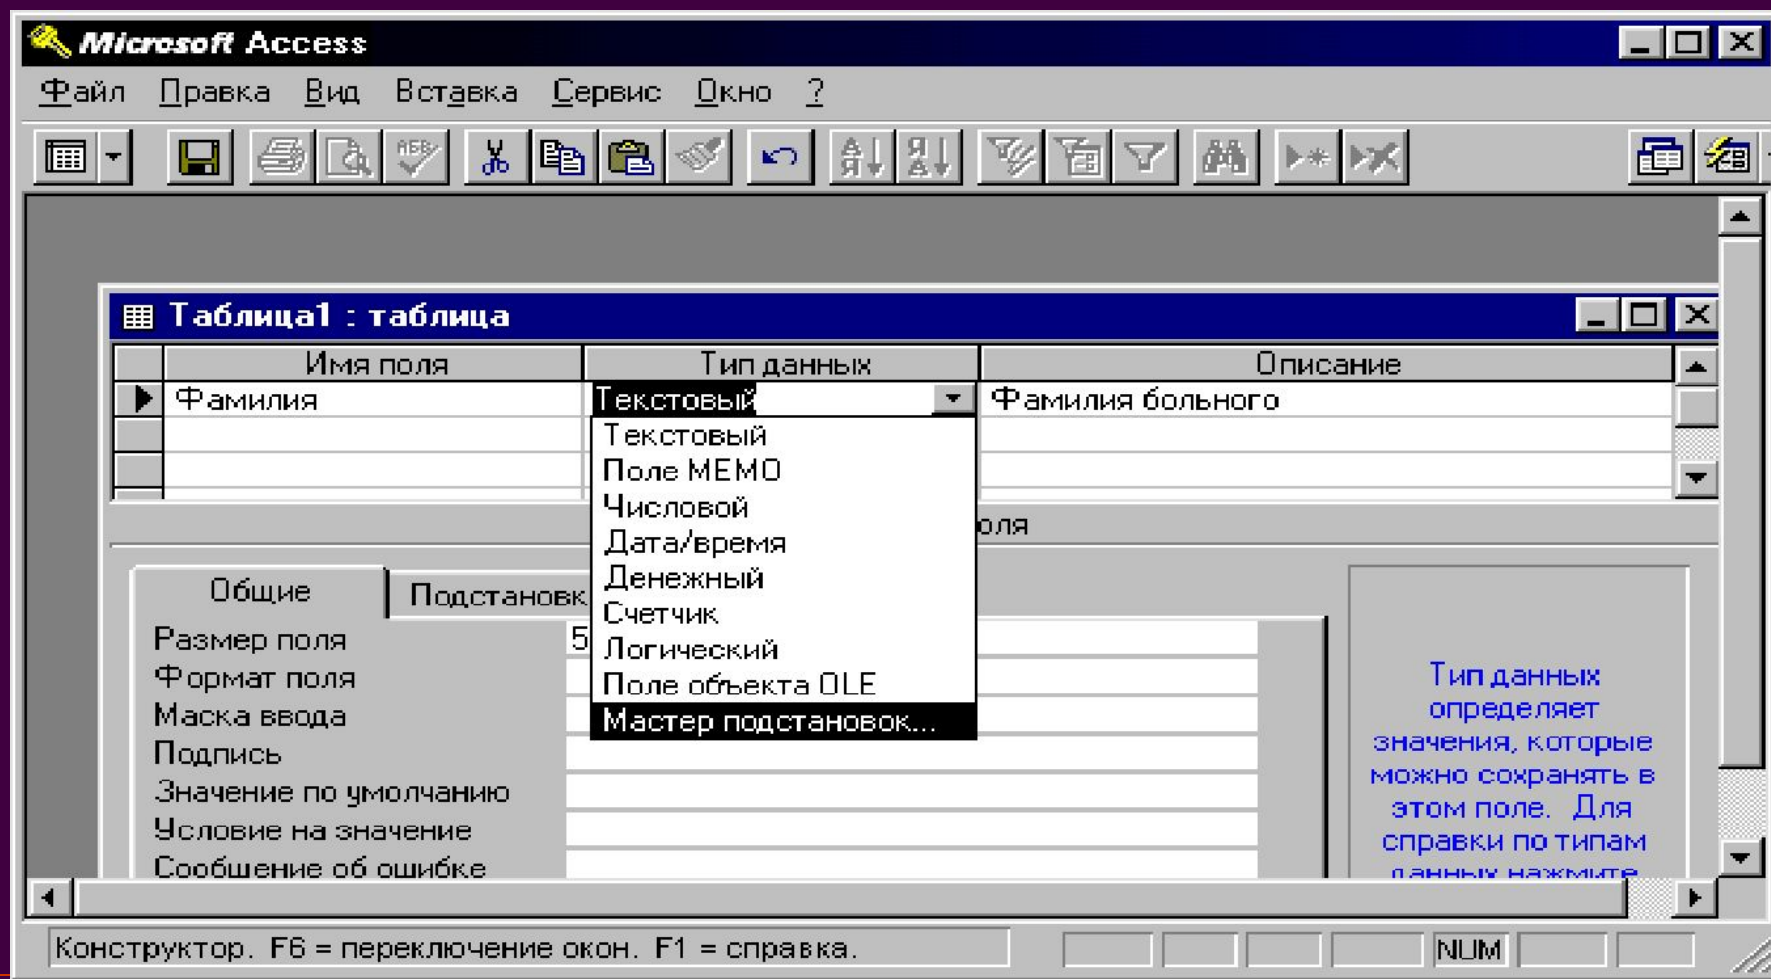 Microsoft Access
Файл Правка Вид Вставка Сервис Окно ?
Таблица1 : таблица
Имя поля Тип данных Описание
Фамилия Текстовый Фамилия больного
Текстовый
Поле MEMO
Числовой
Дата/время
Денежный
Счетчик
Логический
Поле объекта OLE
Мастер подстановок...
Общие
Размер поля
Формат поля
Маска ввода
Подпись
Значение по умолчанию
Условие на значение
Сообщение об ошибке
Тип данных
определяет
значения, которые
можно сохранять в
этом поле. Для
справки по типам
данных нажмите
Конструктор. F6 = переключение окон. F1 = справка. NUM